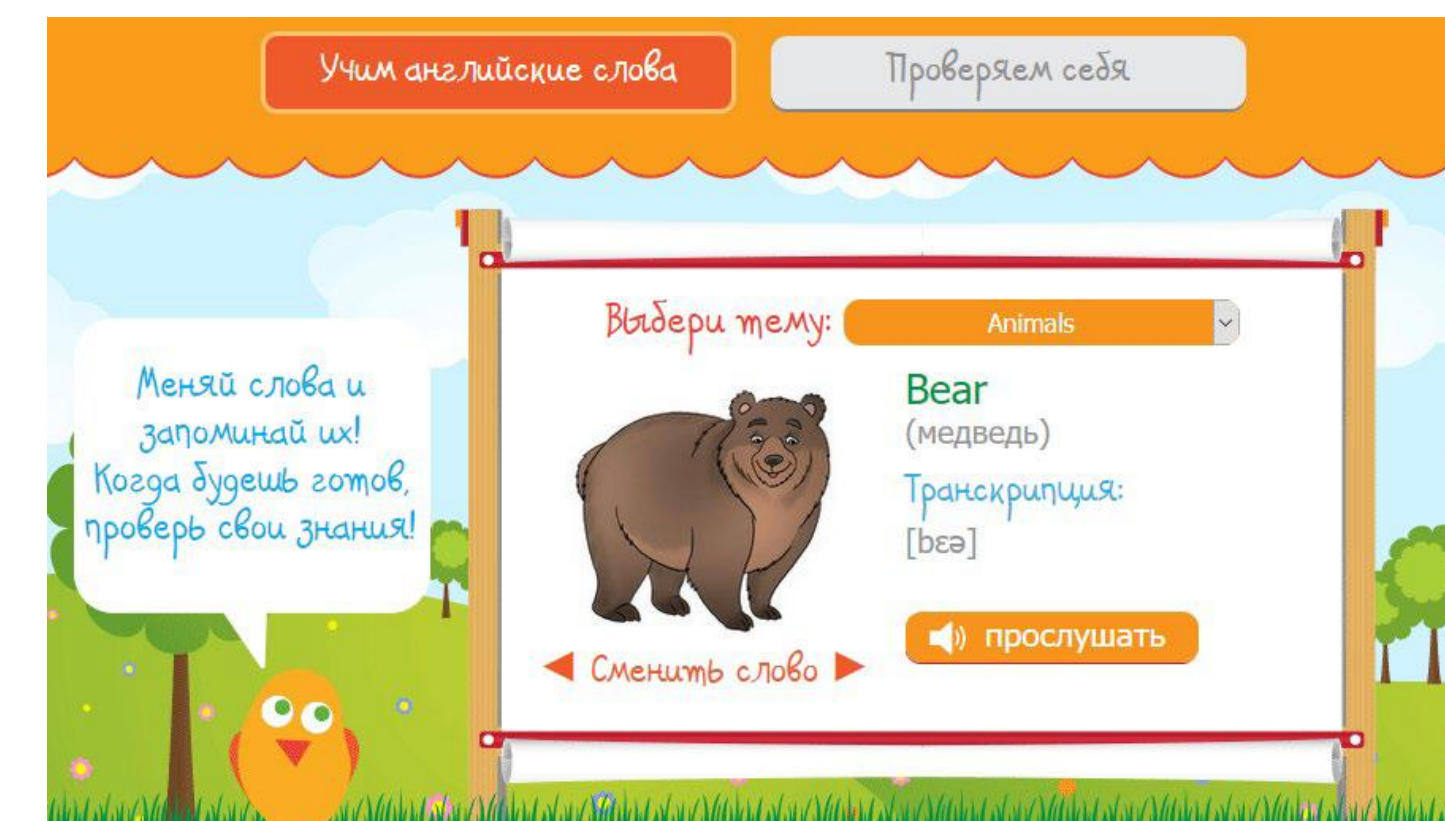 Учим английские слова
Проверяем себя
Выбери тему:
Animals
Меняй слова и
запоминай их!
Когда будешь готов,
проверь свои знания!
Bear
(медведь)
Транскрипция:
[bɛə]
прослушать
Сменить слово